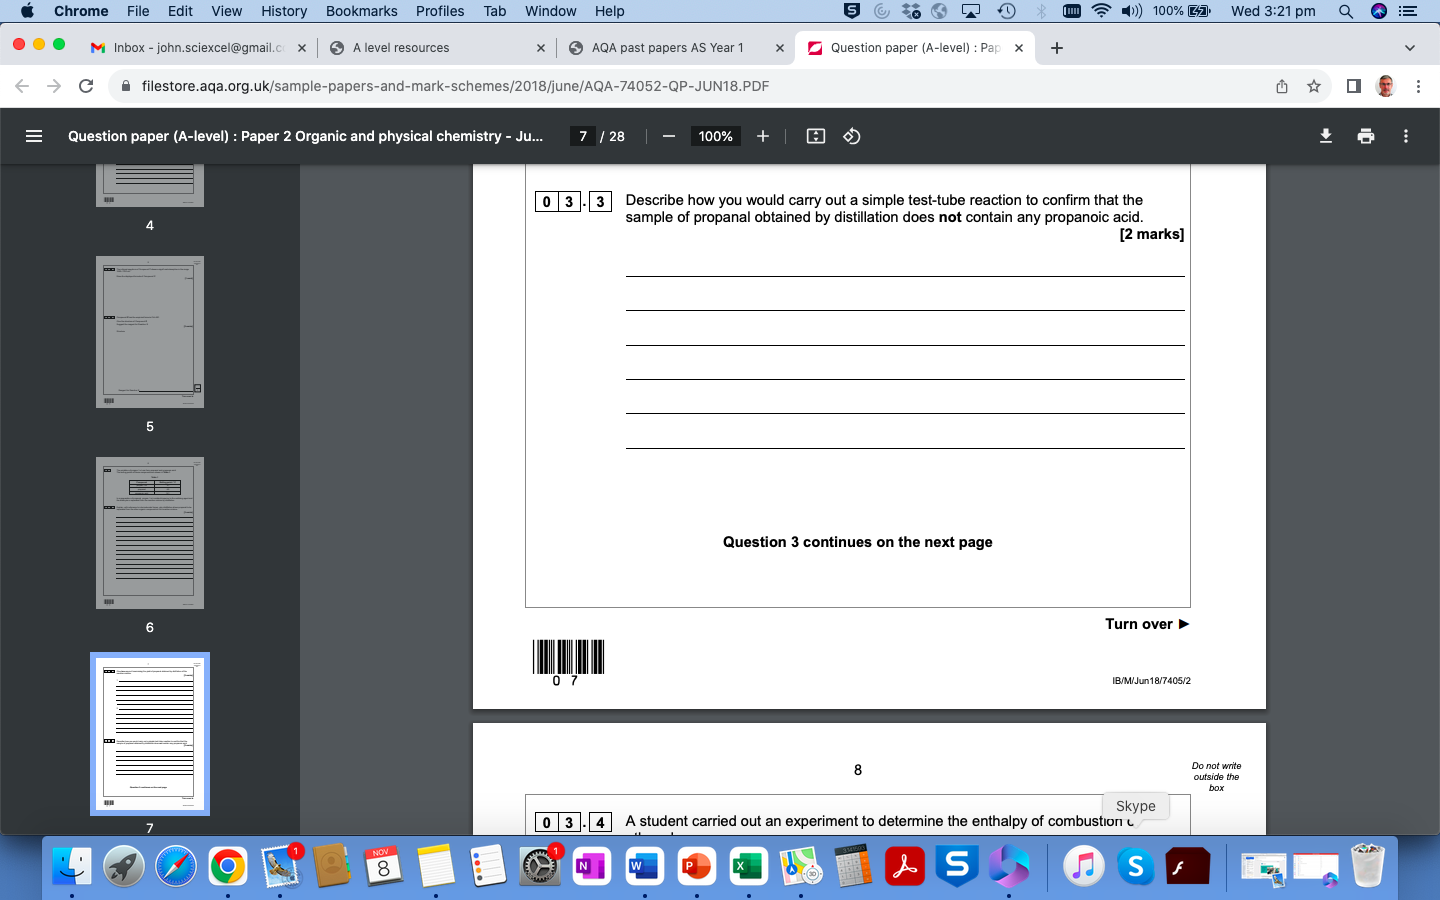 Chrome File Edit View History Bookmarks Profiles Tab Window Help 100% Wed 3:21 pm
Inbox - john.sciexcel@gmail.c
A level resources
AQA past papers AS Year 1
Question paper (A-level) : Pap
filestore.aqa.org.uk/sample-papers-and-mark-schemes/2018/june/AQA-74052-QP-JUN18.PDF
Question paper (A-level) : Paper 2 Organic and physical chemistry - Ju...
7 / 28
100%
4
5
6
7
0 3 . 3 Describe how you would carry out a simple test-tube reaction to confirm that the
sample of propanal obtained by distillation does not contain any propanoic acid.
[2 marks]
Question 3 continues on the next page
Turn over
0 7
IB/M/Jun18/7405/2
8
Do not write
outside the
box
0 3 . 4 A student carried out an experiment to determine the enthalpy of combustion
Skype
1
NOV
8
1
N
W
P
X
3D
S
S